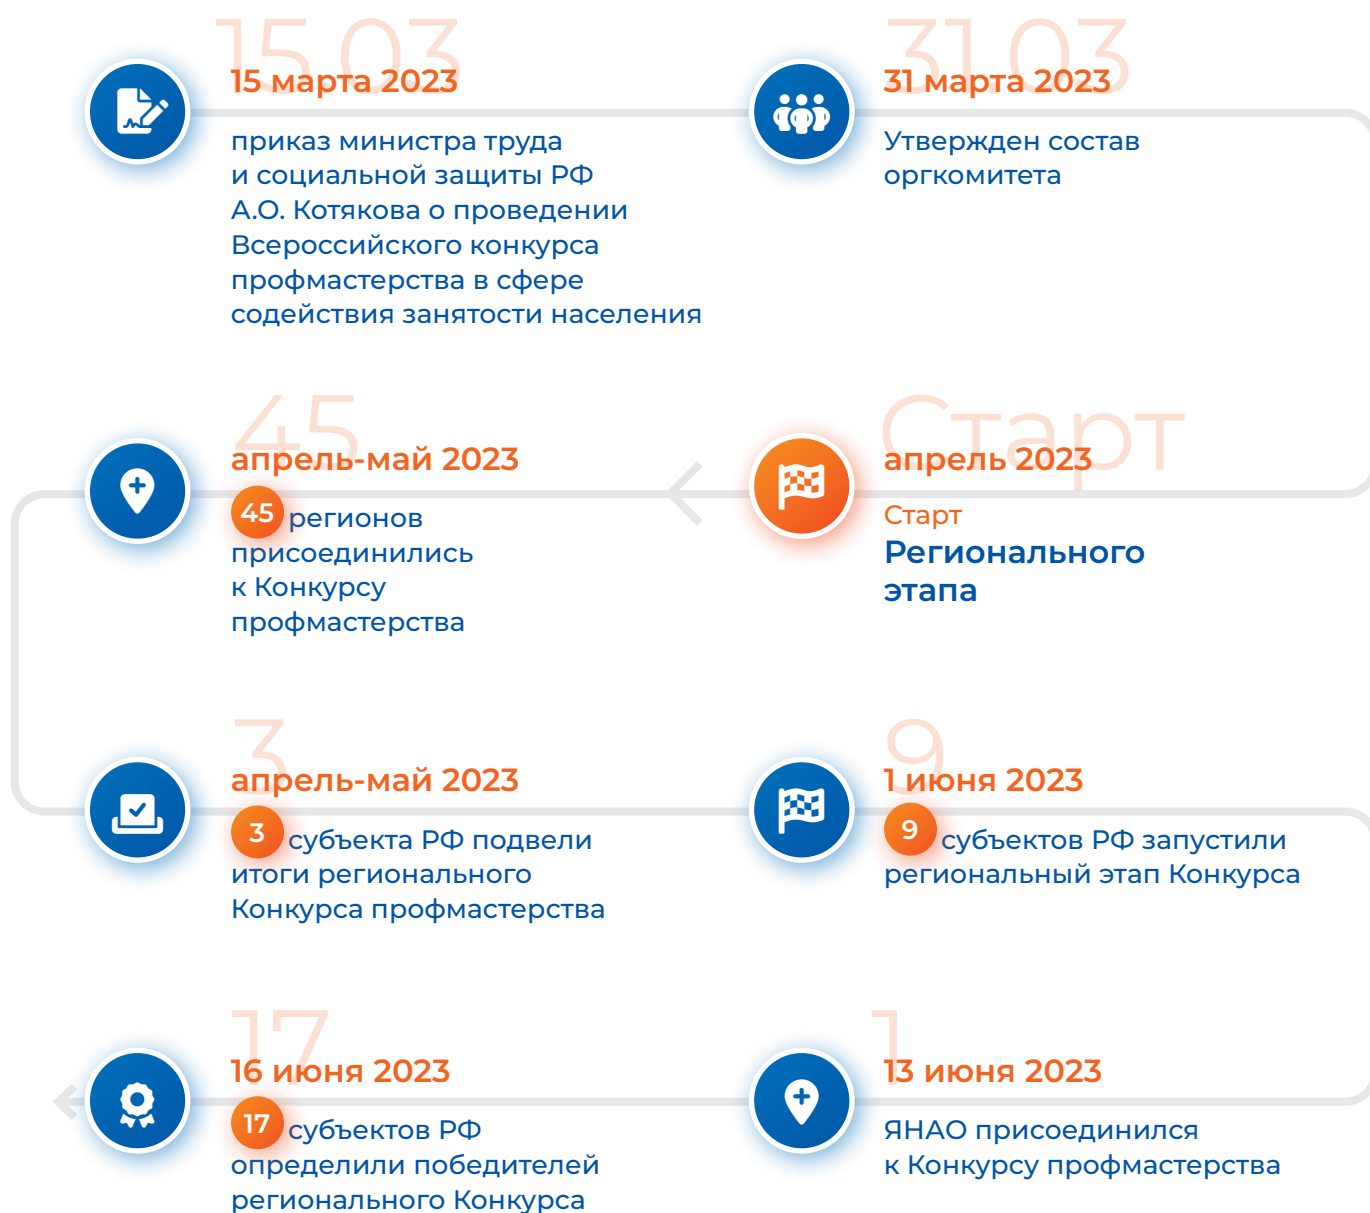 15.03
15 марта 2023
приказ министра труда
и социальной защиты РФ
А.О. Котякова о проведении
Всероссийского конкурса
профмастерства в сфере
содействия занятости населения
31.03
31 марта 2023
Утвержден состав
оргкомитета
Старт
апрель 2023
Старт
Регионального
этапа
45
апрель-май 2023
45 регионов
присоединились
к Конкурсу
профмастерства
3
апрель-май 2023
3 субъекта РФ подвели
итоги регионального
Конкурса профмастерства
9
1 июня 2023
9 субъектов РФ запустили
региональный этап Конкурса
1
13 июня 2023
ЯНАО присоединился
к Конкурсу профмастерства
17
16 июня 2023
17 субъектов РФ
определили победителей
регионального Конкурса